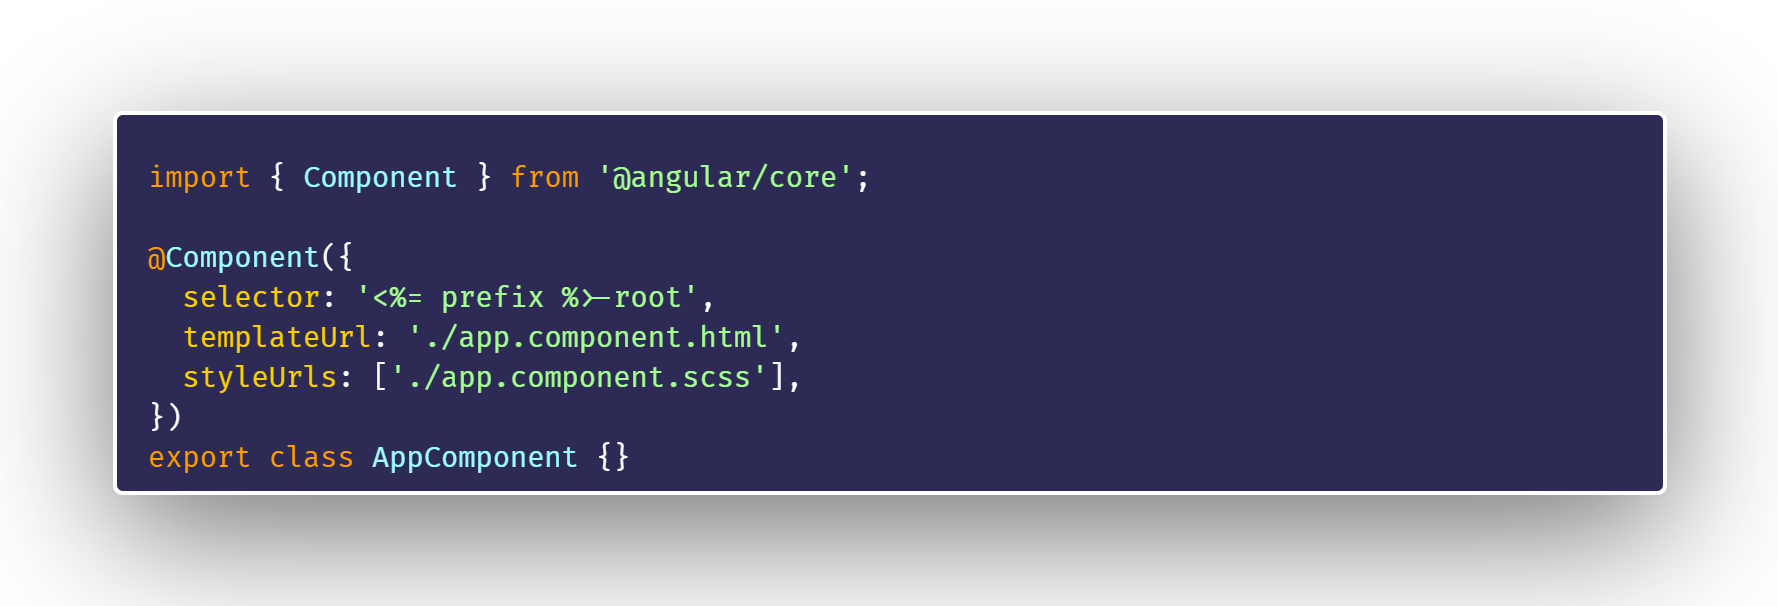 import { Component } from '@angular/core';

@Component({
  selector: '<%= prefix %>-root',
  templateUrl: './app.component.html',
  styleUrls: ['./app.component.scss'],
})
export class AppComponent {}